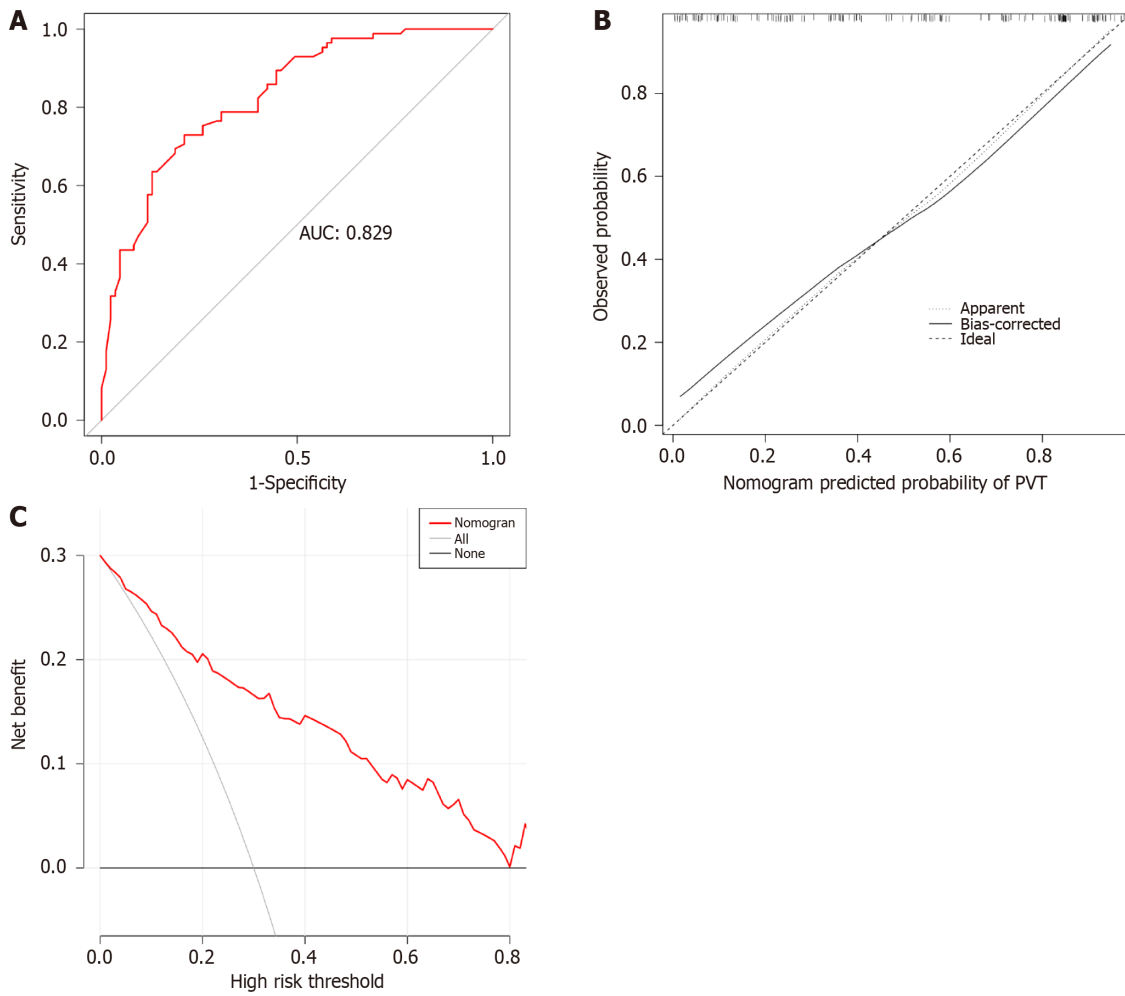 A
1.0
0.8
0.6
0.4
0.2
0.0
Sensitivity
AUC: 0.829
0.0 0.5 1.0
1-Specificity
B
0.8
0.6
0.4
0.2
0.0
Observed probability
Apparent
Bias-corrected
Ideal
0.0 0.2 0.4 0.6 0.8
Nomogram predicted probability of PVT
C
Nomogran
All
None
0.3
0.2
0.1
0.0
Net benefit
0.0 0.2 0.4 0.6 0.8
High risk threshold